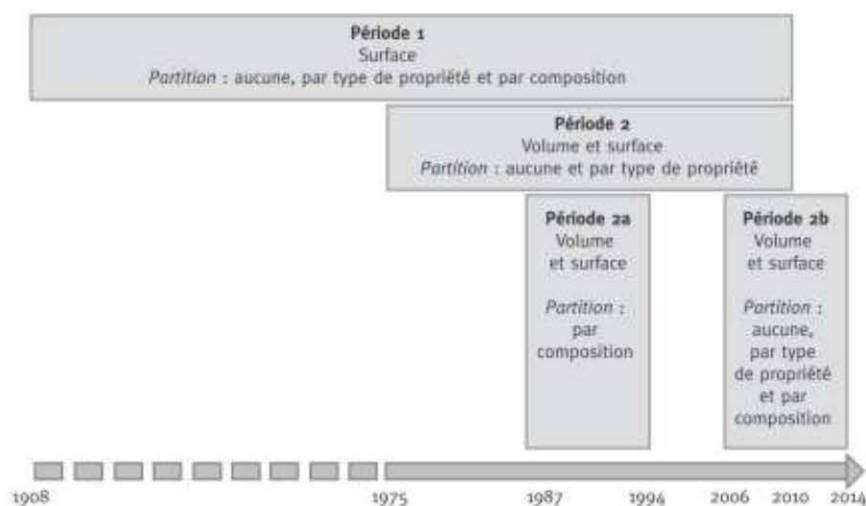 Période 1
Surface
Partition : aucune, par type de propriété et par composition
Période 2
Volume et surface
Partition : aucune et par type de propriété
Période 2a
Volume
et surface
Partition :
par
composition
Période 2b
Volume
et surface
Partition :
aucune,
par type
de propriété
et par
composition
1908 1975 1987 1994 2006 2010 2014